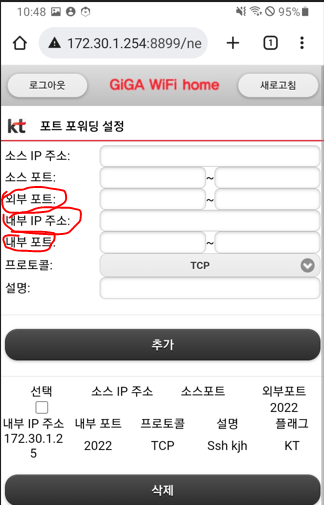 10:48 95%
172.30.1.254:8899/ne 1
로그아웃 GiGA WiFi home 새로고침
kt 포트 포워딩 설정
소스 IP 주소:
소스 포트: ~
외부 포트: ~
내부 IP 주소:
내부 포트: ~
프로토콜: TCP
설명:
추가
선택 소스 IP 주소 소스포트 외부포트
2022
내부 IP 주소 내부 포트 프로토콜 설명 플래그
172.30.1.2
5 2022 TCP Ssh kjh KT
삭제